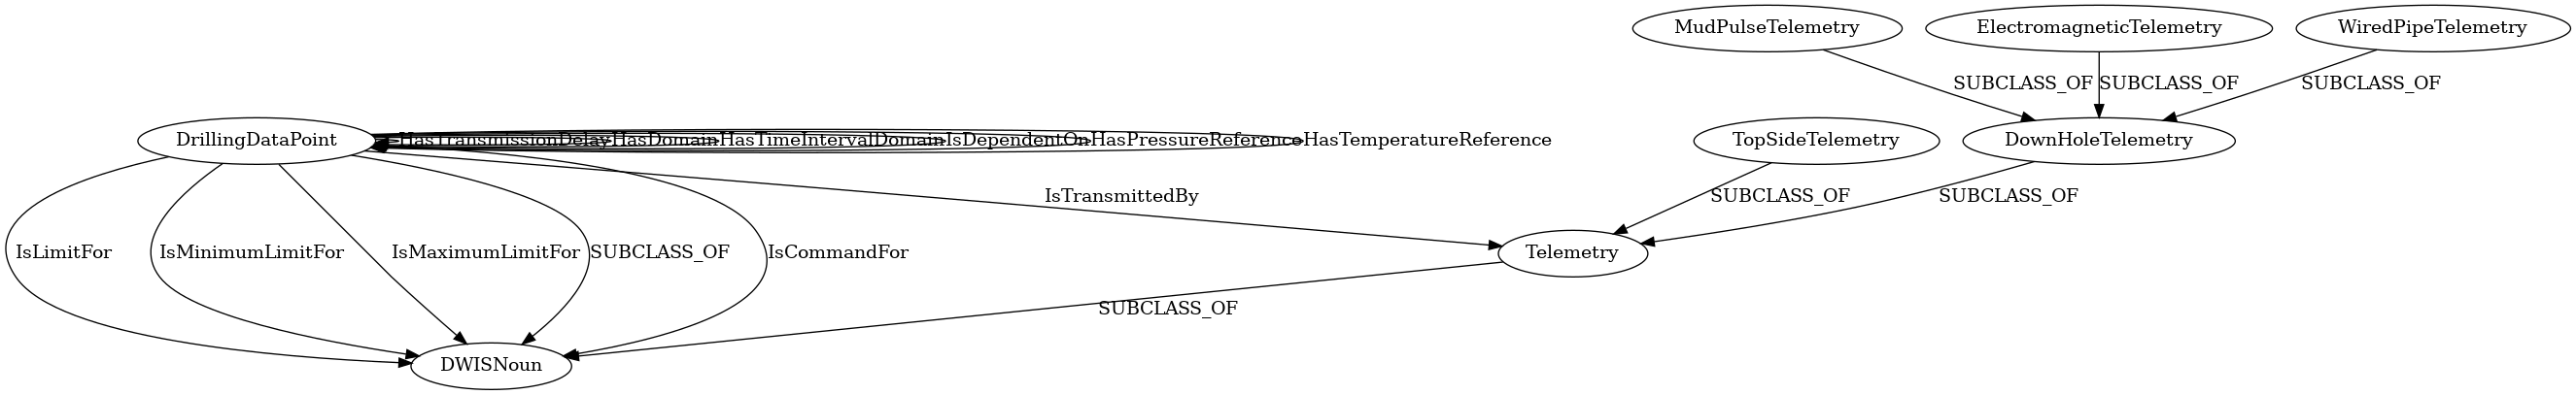 MudPulseTelemetry
ElectromagneticTelemetry
WiredPipeTelemetry
SUBCLASS_OF
SUBCLASS_OF
SUBCLASS_OF
DrillingDataPoint
HasTransmissionDelay
HasDomain
HasTimeIntervalDomain
IsDependentOn
HasPressureReference
HasTemperatureReference
TopSideTelemetry
DownHoleTelemetry
IsTransmittedBy
SUBCLASS_OF
SUBCLASS_OF
IsLimitFor
IsMinimumLimitFor
IsMaximumLimitFor
SUBCLASS_OF
IsCommandFor
Telemetry
SUBCLASS_OF
DWISNoun